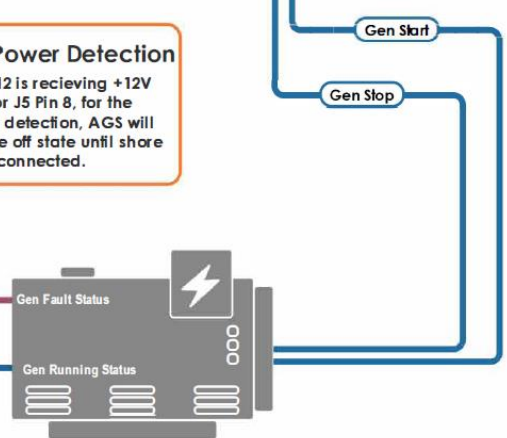 Power Detection
12 is recieving +12V
or J5 Pin 8, for the
detection, AGS will
e off state until shore
connected.
Gen Start
Gen Stop
Gen Fault Status
Gen Running Status